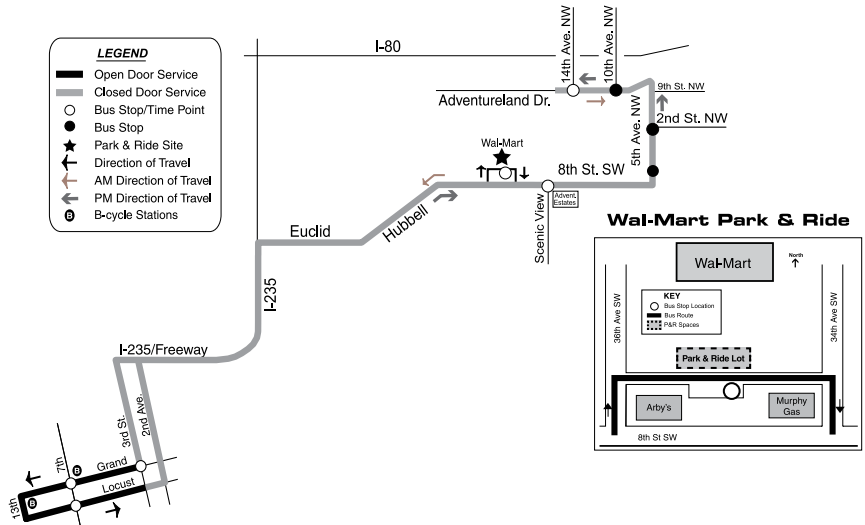 LEGEND
Open Door Service
Closed Door Service
Bus Stop/Time Point
Bus Stop
Park & Ride Site
Direction of Travel
AM Direction of Travel
PM Direction of Travel
B
B-cycle Stations
I-80
14th Ave. NW
10th Ave. NW
Adventureland Dr.
9th St. NW
5th Ave. NW
2nd St. NW
Wal-Mart
8th St. SW
Scenic View
Advent.
Estates
Hubbell
Euclid
I-235
I-235/Freeway
3rd St.
2nd Ave.
7th
B
Grand
Locust
13th
B
Wal-Mart Park & Ride
Wal-Mart
North
36th Ave SW
34th Ave SW
KEY
Bus Stop Location
Bus Route
P&R Spaces
Park & Ride Lot
Arby's
Murphy
Gas
8th St SW